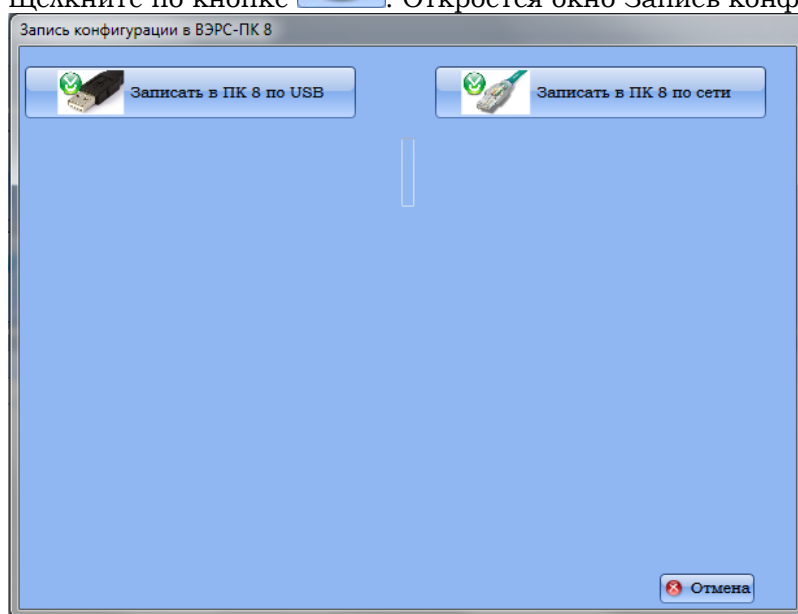 Щелкните по кнопке . Откроется окно Запись конф
Запись конфигурации в ВЭРС-ПК 8
Записать в ПК 8 по USB
Записать в ПК 8 по сети
Отмена